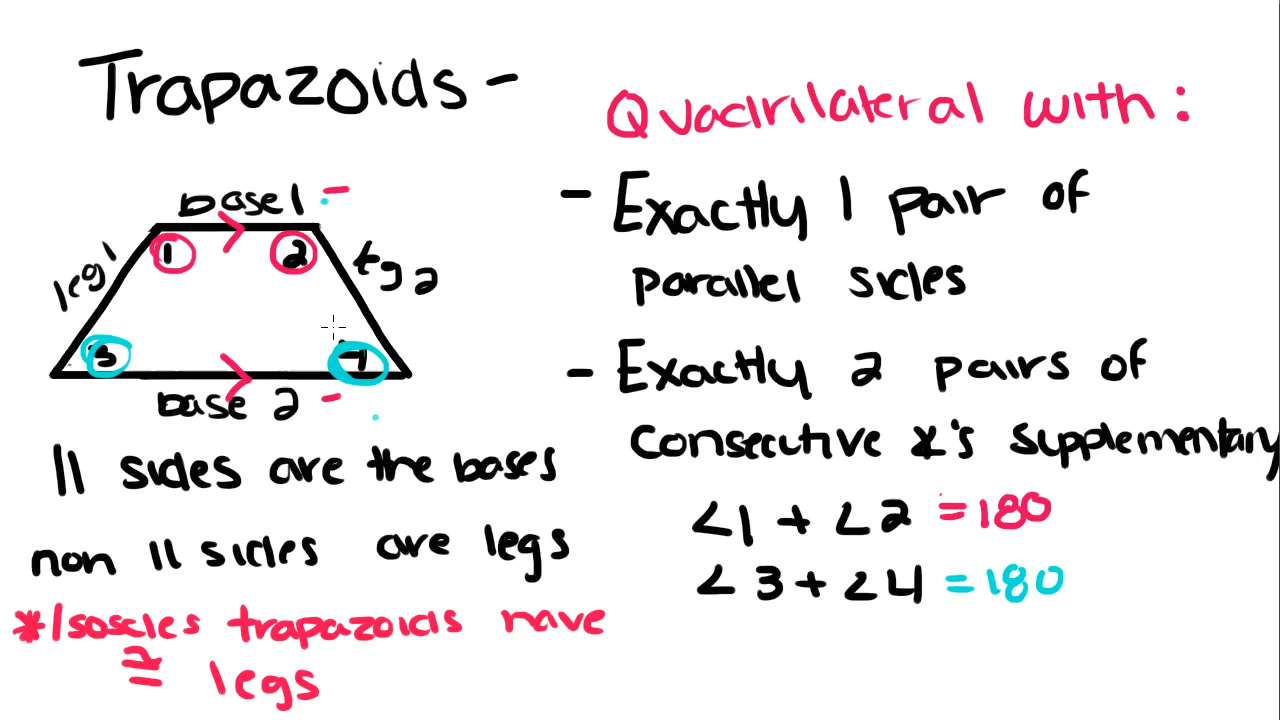 Trapazoids -
base 1 -
leg 1
1
2
leg 2
3
4
base 2 -
|| sides are the bases
non || sides are legs
*Isoscles trapazoids have
≅ legs
Quadrilateral with:
- Exactly 1 pair of
parallel sides
- Exactly 2 pairs of
consecutive ∡'s supplementary
∠1 + ∠2 = 180
∠3 + ∠4 = 180